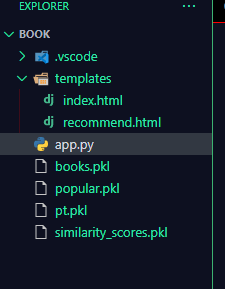 EXPLORER
BOOK
.vscode
templates
dj index.html
dj recommend.html
app.py
books.pkl
popular.pkl
pt.pkl
similarity_scores.pkl